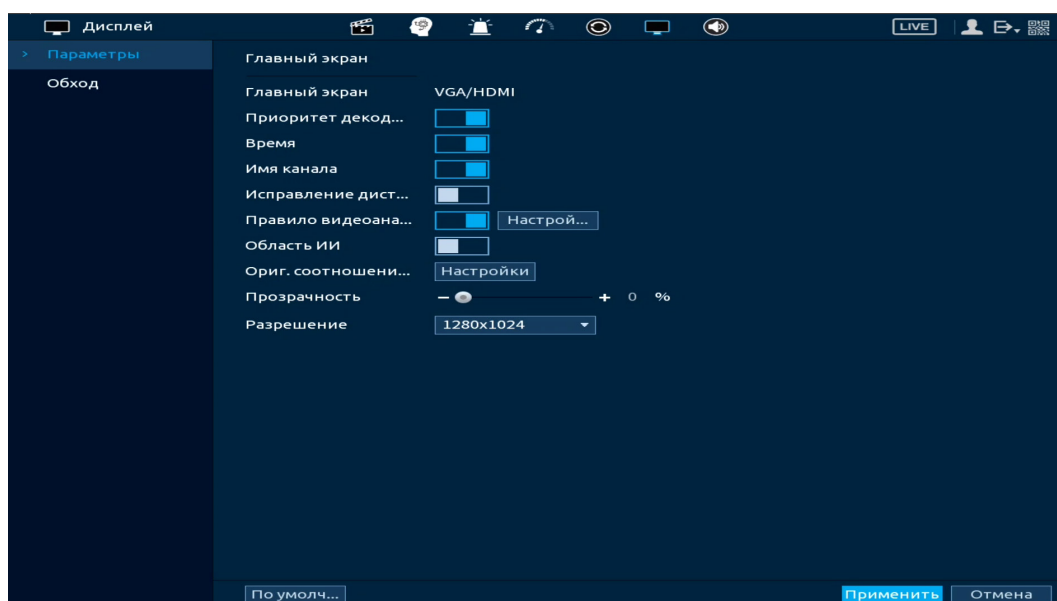 Дисплей LIVE
> Параметры
Обход
Главный экран
Главный экран VGA/HDMI
Приоритет декод...
Время
Имя канала
Исправление дист...
Правило видеоана... Настрой...
Область ИИ
Ориг. соотношени... Настройки
Прозрачность − + 0 %
Разрешение 1280x1024
По умолч... Применить Отмена